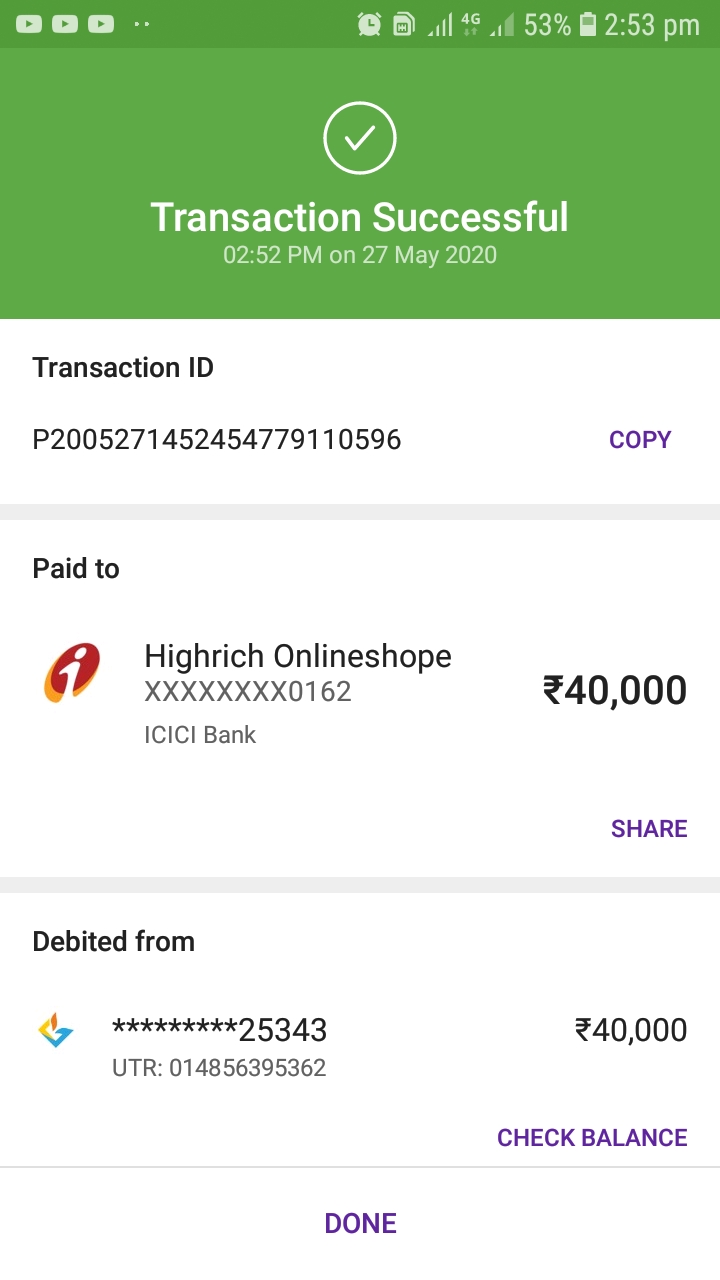 4G 53% 2:53 pm
Transaction Successful
02:52 PM on 27 May 2020
Transaction ID
P2005271452454779110596 COPY
Paid to
Highrich Onlineshope
XXXXXXXX0162
₹40,000
ICICI Bank
SHARE
Debited from
*********25343 ₹40,000
UTR: 014856395362
CHECK BALANCE
DONE